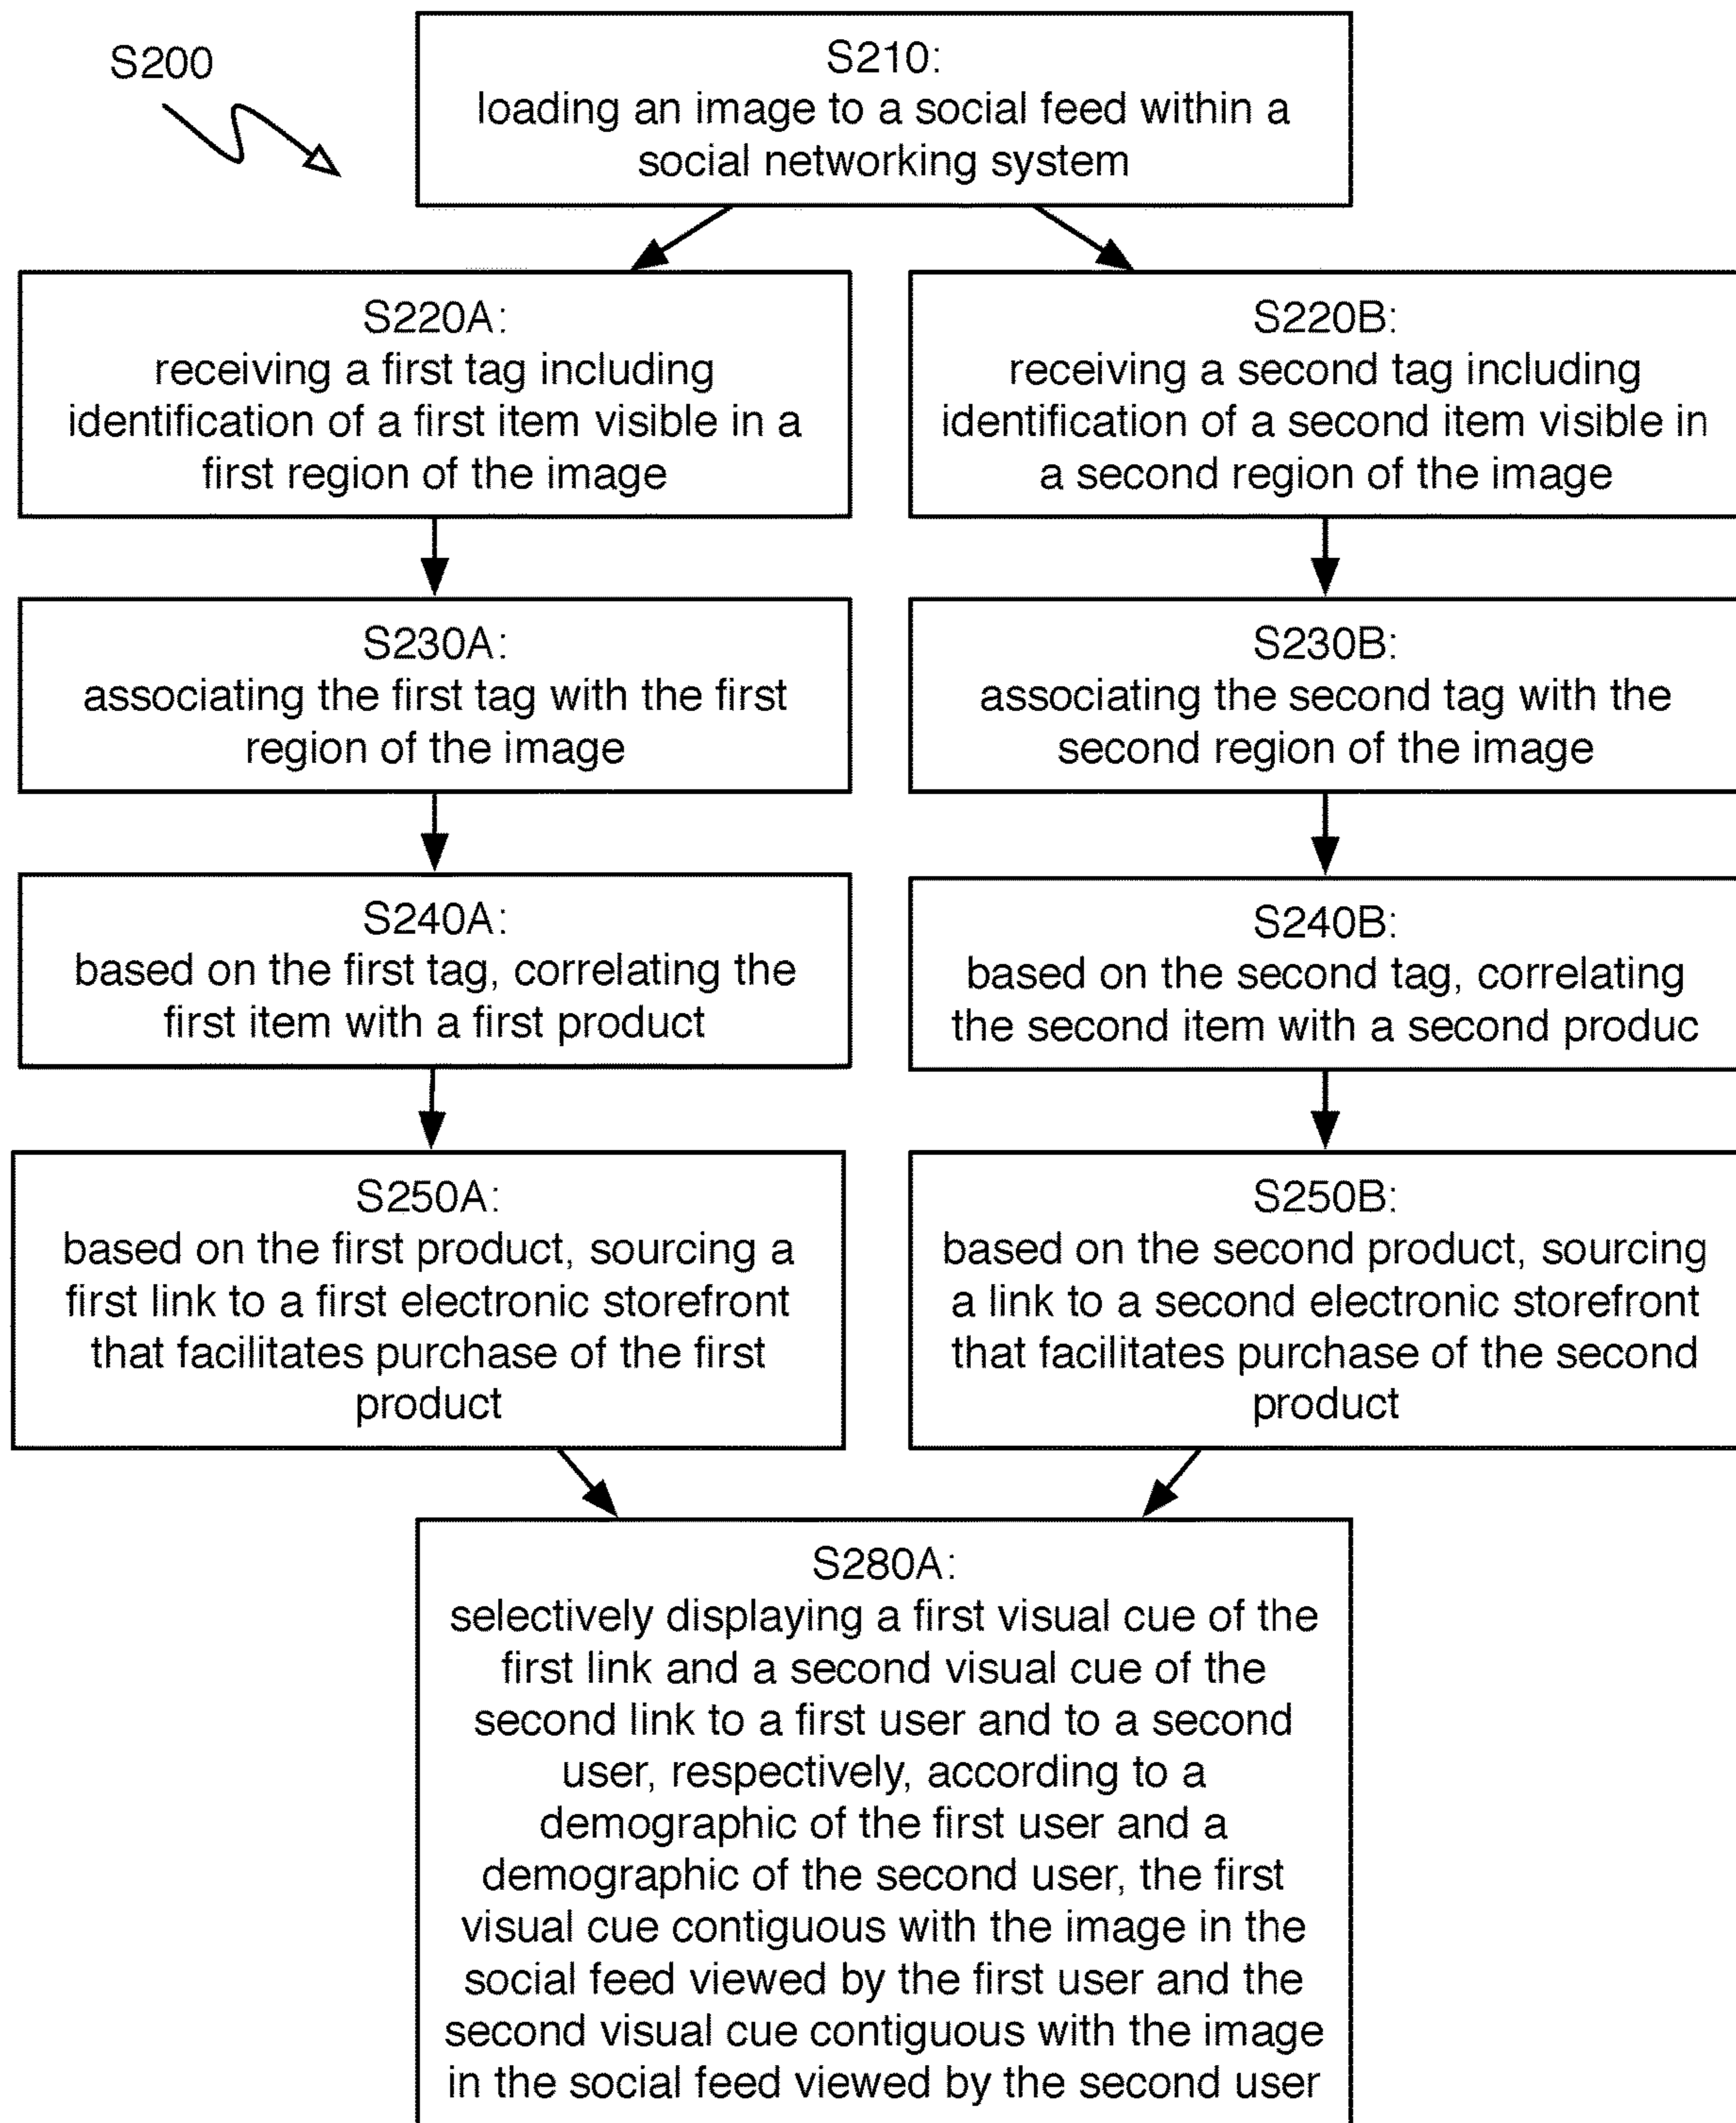 S200
S210:
loading an image to a social feed within a
social networking system
S220A:
receiving a first tag including
identification of a first item visible in a
first region of the image
S220B:
receiving a second tag including
identification of a second item visible in
a second region of the image
S230A:
associating the first tag with the first
region of the image
S230B:
associating the second tag with the
second region of the image
S240A:
based on the first tag, correlating the
first item with a first product
S240B:
based on the second tag, correlating
the second item with a second produc
S250A:
based on the first product, sourcing a
first link to a first electronic storefront
that facilitates purchase of the first
product
S250B:
based on the second product, sourcing
a link to a second electronic storefront
that facilitates purchase of the second
product
S280A:
selectively displaying a first visual cue of the
first link and a second visual cue of the
second link to a first user and to a second
user, respectively, according to a
demographic of the first user and a
demographic of the second user, the first
visual cue contiguous with the image in the
social feed viewed by the first user and the
second visual cue contiguous with the image
in the social feed viewed by the second user